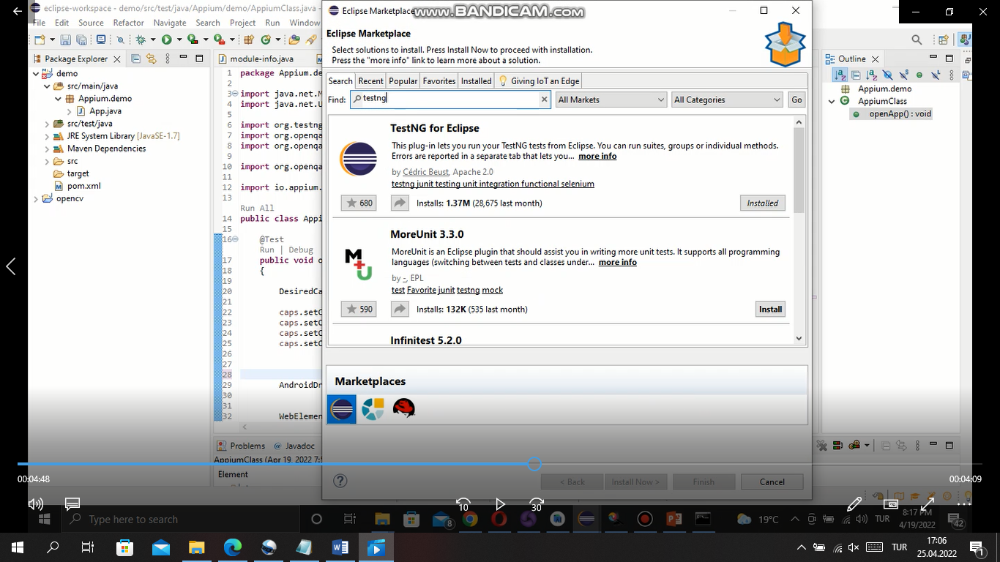 eclipse-workspace - demo/src/test/java/Appium/demo/AppiumClass.j
File Edit Source Refactor Navigate Search Project Run Window
Package Explorer
demo
src/main/java
Appium.demo
App.java
src/test/java
JRE System Library [JavaSE-1.7]
Maven Dependencies
src
target
pom.xml
opencv
module-info.java
1 package Appium.de
2
3 import java.net.M
4 import java.net.U
5
6 import org.testng
7 import org.openqa
8 import org.openqa
9
10 import org.openqa
11
12 import io.appium.
13
Run All
14 public class Appi
15
16 @Test
Run | Debug
17 public void o
18 {
19
20 DesiredCa
21
22 caps.setC
23 caps.setC
24 caps.setC
25 caps.setC
26
27
28
29 AndroidDr
30
31
32 WebElemen
Problems @ Javadoc
AppiumClass (Apr 19, 2022 7:
Element
Eclipse Marketplace
www.BANDICAM.com
Eclipse Marketplace
Select solutions to install. Press Install Now to proceed with installation.
Press the "more info" link to learn more about a solution.
Search Recent Popular Favorites Installed Giving IoT an Edge
Find: testng All Markets All Categories Go
TestNG for Eclipse
This plug-in lets you run your TestNG tests from Eclipse. You can run suites, groups or individual methods.
Errors are reported in a separate tab that lets you... more info
by Cédric Beust, Apache 2.0
testng junit testing unit integration functional selenium
680 Installs: 1.37M (28,675 last month) Installed
MoreUnit 3.3.0
MoreUnit is an Eclipse plugin that should assist you in writing more unit tests. It supports all programming
languages (switching between tests and classes under... more info
by -, EPL
test Favorite junit testng mock
590 Installs: 132K (535 last month) Install
Infinitest 5.2.0
Marketplaces
< Back Install Now > Finish Cancel
Outline
Appium.demo
AppiumClass
openApp() : void
00:04:48
00:04:09
10 30
Type here to search
8
19°C
TUR
8:17 PM
4/19/2022
42
TUR
17:06
25.04.2022
1